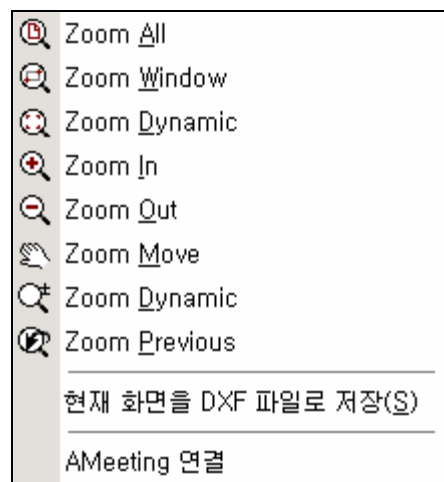 Zoom All
Zoom Window
Zoom Dynamic
Zoom In
Zoom Out
Zoom Move
Zoom Dynamic
Zoom Previous
현재 화면을 DXF 파일로 저장(S)
AMeeting 연결